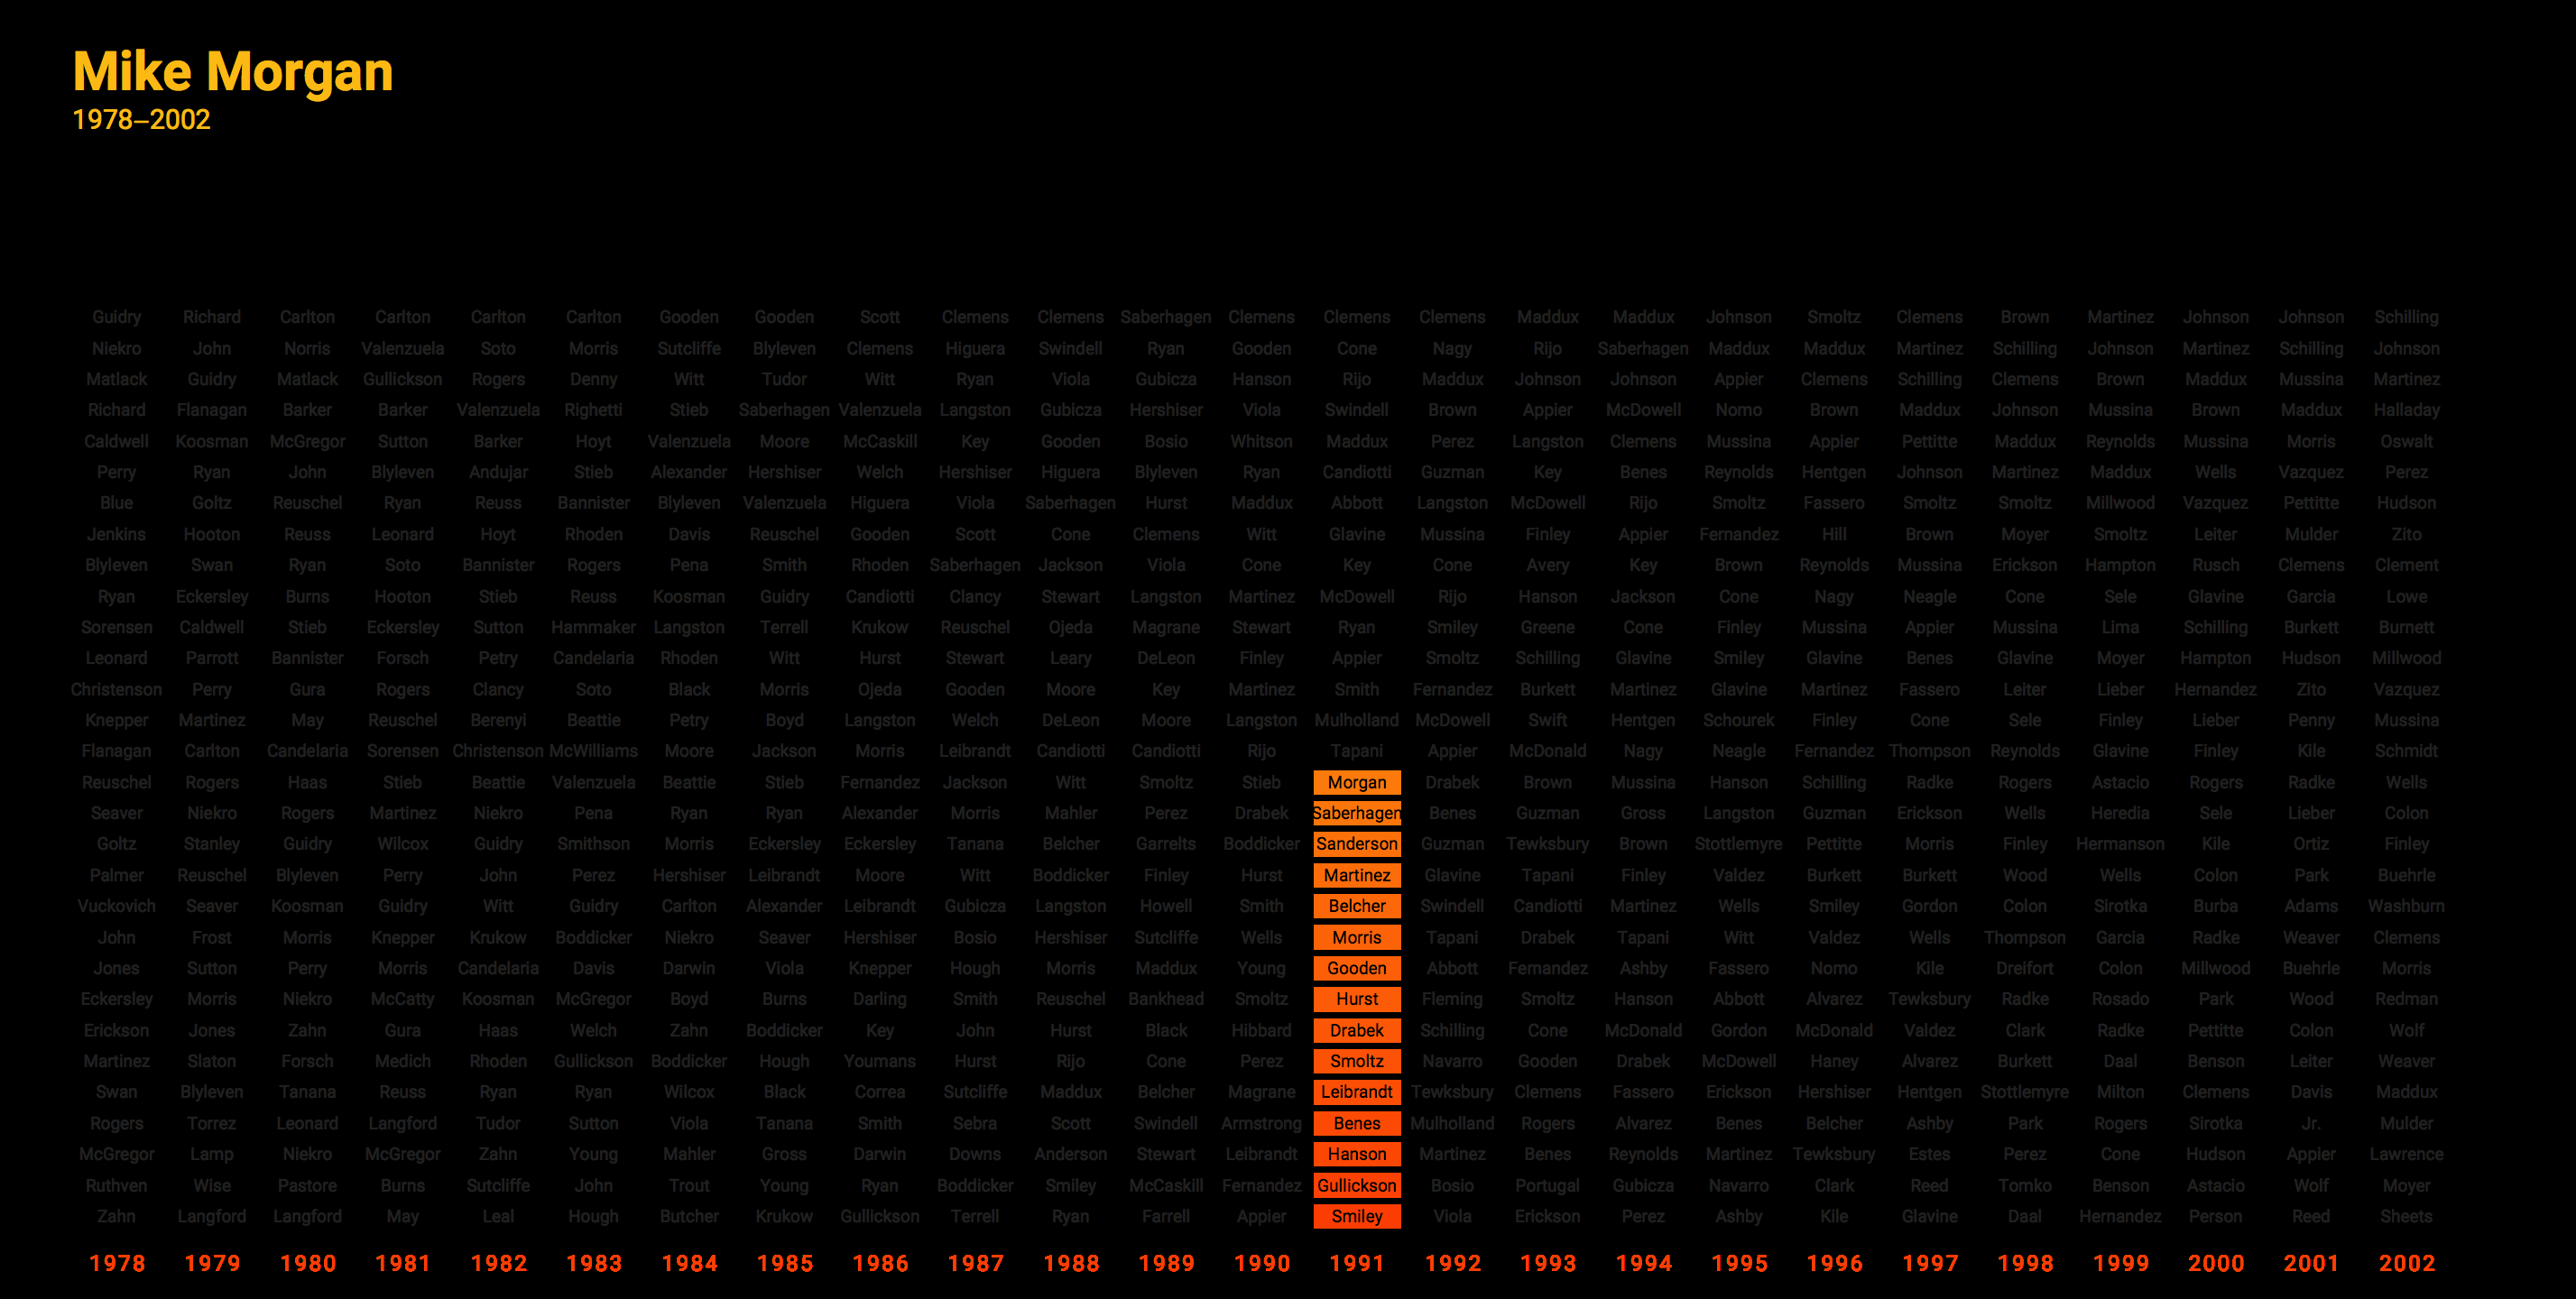 Mike Morgan
1978–2002
Guidry Richard Carlton Carlton Carlton Carlton Gooden Gooden Scott Clemens Clemens Saberhagen Clemens Clemens Clemens Maddux Maddux Johnson Smoltz Clemens Brown Martinez Johnson Johnson Schilling
Niekro John Norris Valenzuela Soto Morris Sutcliffe Blyleven Clemens Higuera Swindell Ryan Gooden Cone Nagy Rijo Saberhagen Maddux Maddux Martinez Schilling Johnson Martinez Schilling Johnson
Matlack Guidry Matlack Gullickson Rogers Denny Witt Tudor Witt Ryan Viola Gubicza Hanson Rijo Maddux Johnson Johnson Appier Clemens Schilling Clemens Brown Maddux Mussina Martinez
Richard Flanagan Barker Barker Valenzuela Righetti Stieb Saberhagen Valenzuela Langston Gubicza Hershiser Viola Swindell Brown Appier McDowell Nomo Brown Maddux Johnson Mussina Brown Maddux Halladay
Caldwell Koosman McGregor Sutton Barker Hoyt Valenzuela Moore McCaskill Key Gooden Bosio Whitson Maddux Perez Langston Clemens Mussina Appier Pettitte Maddux Reynolds Mussina Morris Oswalt
Perry Ryan John Blyleven Andujar Stieb Alexander Hershiser Welch Hershiser Higuera Blyleven Ryan Candiotti Guzman Key Benes Reynolds Hentgen Johnson Martinez Maddux Wells Vazquez Perez
Blue Goltz Reuschel Ryan Reuss Bannister Blyleven Valenzuela Higuera Viola Saberhagen Hurst Maddux Abbott Langston McDowell Rijo Smoltz Fassero Smoltz Smoltz Millwood Vazquez Pettitte Hudson
Jenkins Hooton Reuss Leonard Hoyt Rhoden Davis Reuschel Gooden Scott Cone Clemens Witt Glavine Mussina Finley Appier Fernandez Hill Brown Moyer Smoltz Leiter Mulder Zito
Blyleven Swan Ryan Soto Bannister Rogers Pena Smith Rhoden Saberhagen Jackson Viola Cone Key Cone Avery Key Brown Reynolds Mussina Erickson Hampton Rusch Clemens Clement
Ryan Eckersley Burns Hooton Stieb Reuss Koosman Guidry Candiotti Clancy Stewart Langston Martinez McDowell Rijo Hanson Jackson Cone Nagy Neagle Cone Sele Glavine Garcia Lowe
Sorensen Caldwell Stieb Eckersley Sutton Hammaker Langston Terrell Krukow Reuschel Ojeda Magrane Stewart Ryan Smiley Greene Cone Finley Mussina Appier Mussina Lima Schilling Burkett Burnett
Leonard Parrott Bannister Forsch Petry Candelaria Rhoden Witt Hurst Stewart Leary DeLeon Finley Appier Smoltz Schilling Glavine Smiley Glavine Benes Glavine Moyer Hampton Hudson Millwood
Christenson Perry Gura Rogers Clancy Soto Black Morris Ojeda Gooden Moore Key Martinez Smith Fernandez Burkett Martinez Glavine Martinez Fassero Leiter Lieber Hernandez Zito Vazquez
Knepper Martinez May Reuschel Berenyi Beattie Petry Boyd Langston Welch DeLeon Moore Langston Mulholland McDowell Swift Hentgen Schourek Finley Cone Sele Finley Lieber Penny Mussina
Flanagan Carlton Candelaria Sorensen Christenson McWilliams Moore Jackson Morris Leibrandt Candiotti Candiotti Rijo Tapani Appier McDonald Nagy Neagle Fernandez Thompson Reynolds Glavine Finley Kile Schmidt
Reuschel Rogers Haas Stieb Beattie Valenzuela Beattie Stieb Fernandez Jackson Witt Smoltz Stieb Morgan Drabek Brown Mussina Hanson Schilling Radke Rogers Astacio Rogers Radke Wells
Seaver Niekro Rogers Martinez Niekro Pena Ryan Ryan Alexander Morris Mahler Perez Drabek Saberhagen Benes Guzman Gross Langston Guzman Erickson Wells Heredia Sele Lieber Colon
Goltz Stanley Guidry Wilcox Guidry Smithson Morris Eckersley Eckersley Tanana Belcher Garrelts Boddicker Sanderson Guzman Tewksbury Brown Stottlemyre Pettitte Morris Finley Hermanson Kile Ortiz Finley
Palmer Reuschel Blyleven Perry John Perez Hershiser Leibrandt Moore Witt Boddicker Finley Hurst Martinez Glavine Tapani Finley Valdez Burkett Burkett Wood Wells Colon Park Buehrle
Vuckovich Seaver Koosman Guidry Witt Guidry Carlton Alexander Leibrandt Gubicza Langston Howell Smith Belcher Swindell Candiotti Martinez Wells Smiley Gordon Colon Sirotka Burba Adams Washburn
John Frost Morris Knepper Krukow Boddicker Niekro Seaver Hershiser Bosio Hershiser Sutcliffe Wells Morris Tapani Drabek Tapani Witt Valdez Wells Thompson Garcia Radke Weaver Clemens
Jones Sutton Perry Morris Candelaria Davis Darwin Viola Knepper Hough Morris Maddux Young Gooden Abbott Fernandez Ashby Fassero Nomo Kile Dreifort Colon Millwood Buehrle Morris
Eckersley Morris Niekro McCatty Koosman McGregor Boyd Burns Darling Smith Reuschel Bankhead Smoltz Hurst Fleming Smoltz Hanson Abbott Alvarez Tewksbury Radke Rosado Park Wood Redman
Erickson Jones Zahn Gura Haas Welch Zahn Boddicker Key John Hurst Black Hibbard Drabek Schilling Cone McDonald Gordon McDonald Valdez Clark Radke Pettitte Colon Wolf
Martinez Slaton Forsch Medich Rhoden Gullickson Boddicker Hough Youmans Hurst Rijo Cone Perez Smoltz Navarro Gooden Drabek McDowell Haney Alvarez Burkett Daal Benson Leiter Weaver
Swan Blyleven Tanana Reuss Ryan Ryan Wilcox Black Correa Sutcliffe Maddux Belcher Magrane Leibrandt Tewksbury Clemens Fassero Erickson Hershiser Hentgen Stottlemyre Milton Clemens Davis Maddux
Rogers Torrez Leonard Langford Tudor Sutton Viola Tanana Smith Sebra Scott Swindell Armstrong Benes Mulholland Rogers Alvarez Benes Belcher Ashby Park Rogers Sirotka Jr. Mulder
McGregor Lamp Niekro McGregor Zahn Young Mahler Gross Darwin Downs Anderson Stewart Leibrandt Hanson Martinez Benes Reynolds Martinez Tewksbury Estes Perez Cone Hudson Appier Lawrence
Ruthven Wise Pastore Burns Sutcliffe John Trout Young Ryan Boddicker Smiley McCaskill Fernandez Gullickson Bosio Portugal Gubicza Navarro Clark Reed Tomko Benson Astacio Wolf Moyer
Zahn Langford Langford May Leal Hough Butcher Krukow Gullickson Terrell Ryan Farrell Appier Smiley Viola Erickson Perez Ashby Kile Glavine Daal Hernandez Person Reed Sheets
1978 1979 1980 1981 1982 1983 1984 1985 1986 1987 1988 1989 1990 1991 1992 1993 1994 1995 1996 1997 1998 1999 2000 2001 2002